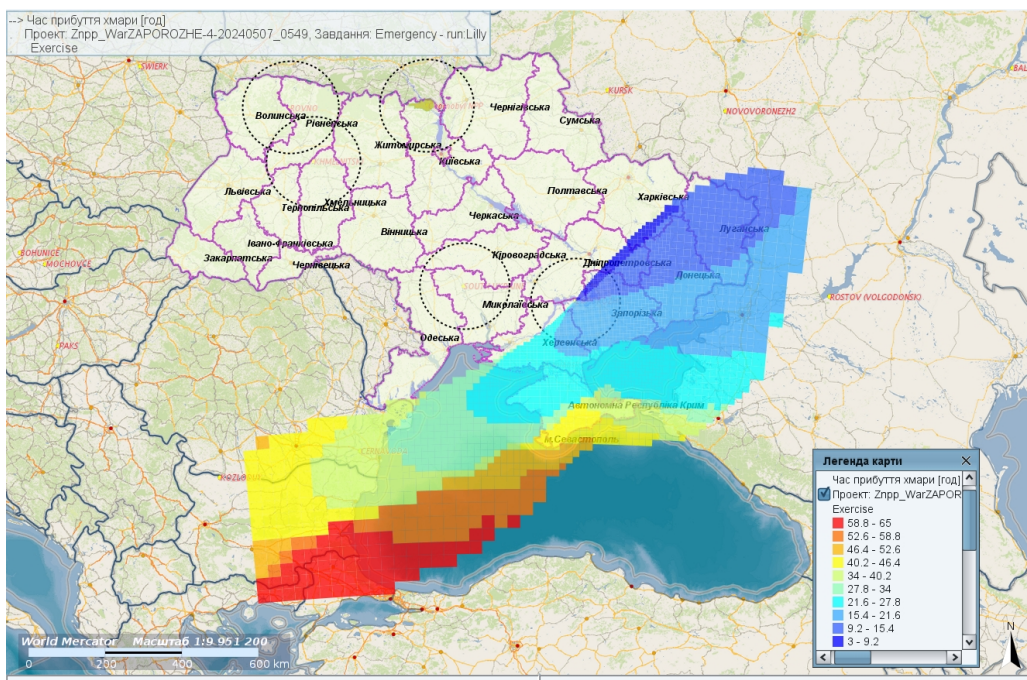 --> Час прибуття хмари [год]
Проект: Znpp_WarZAPOROZHE-4-20240507_0549, Завдання: Emergency - run:Lilly
Exercise
SWIERK
KURSK
NOVOVORONEZH2
Чернігівська
Сумська
Волинська
Рівненська
Житомирська
Київська
Львівська
Тернопільська
Хмельницька
Полтавська
Харківська
Черкаська
Вінницька
Луганська
Івано-Франківська
Закарпатська
Чернівецька
Кіровоградська
Дніпропетровська
Донецька
BOHUNICE
MOCHOVCE
Миколаївська
Запорізька
ROSTOV (VOLGODONSK)
Одеська
Херсонська
PAKS
Автономна Республіка Крим
м.Севастополь
KOZLODUY
World Mercator Масштаб 1:9 951 200
0 200 400 600 km
Легенда карти
Час прибуття хмари [год]
Проект: Znpp_WarZAPOR
Exercise
58.8 - 65
52.6 - 58.8
46.4 - 52.6
40.2 - 46.4
34 - 40.2
27.8 - 34
21.6 - 27.8
15.4 - 21.6
9.2 - 15.4
3 - 9.2
N